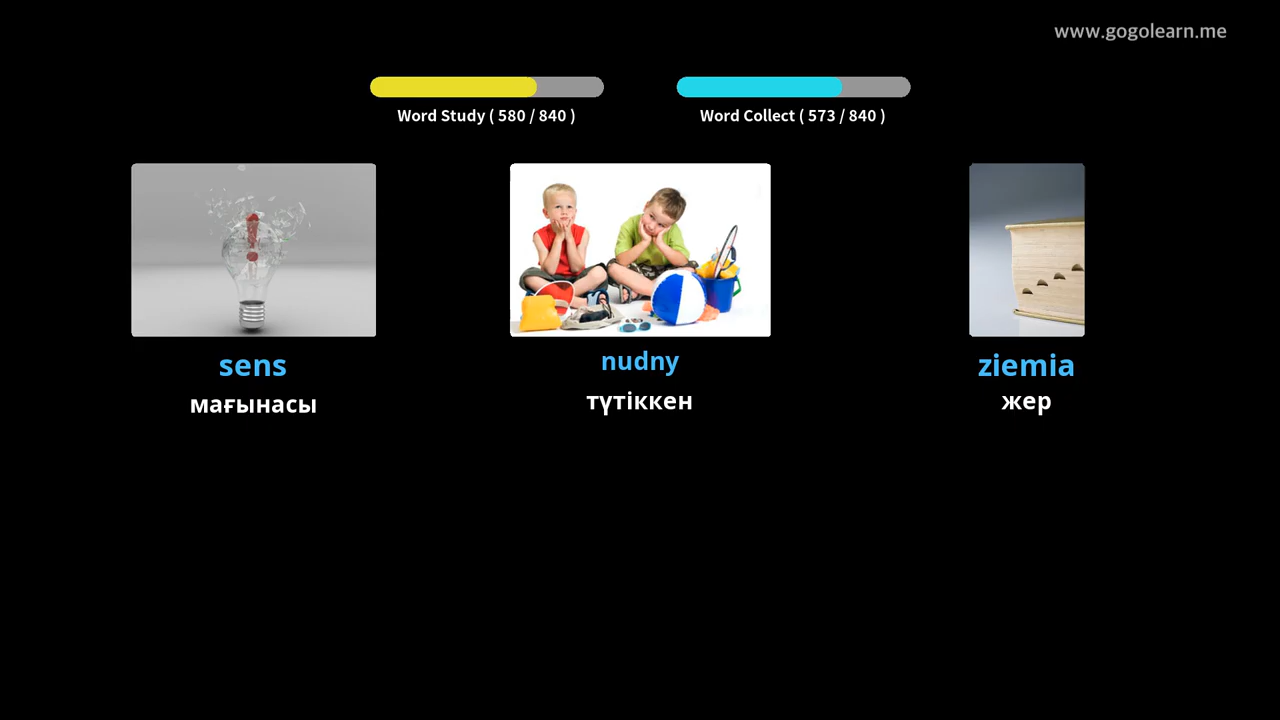 www.gogolearn.me
Word Study ( 580 / 840 )
Word Collect ( 573 / 840 )
sens
мағынасы
nudny
түтіккен
ziemia
жер